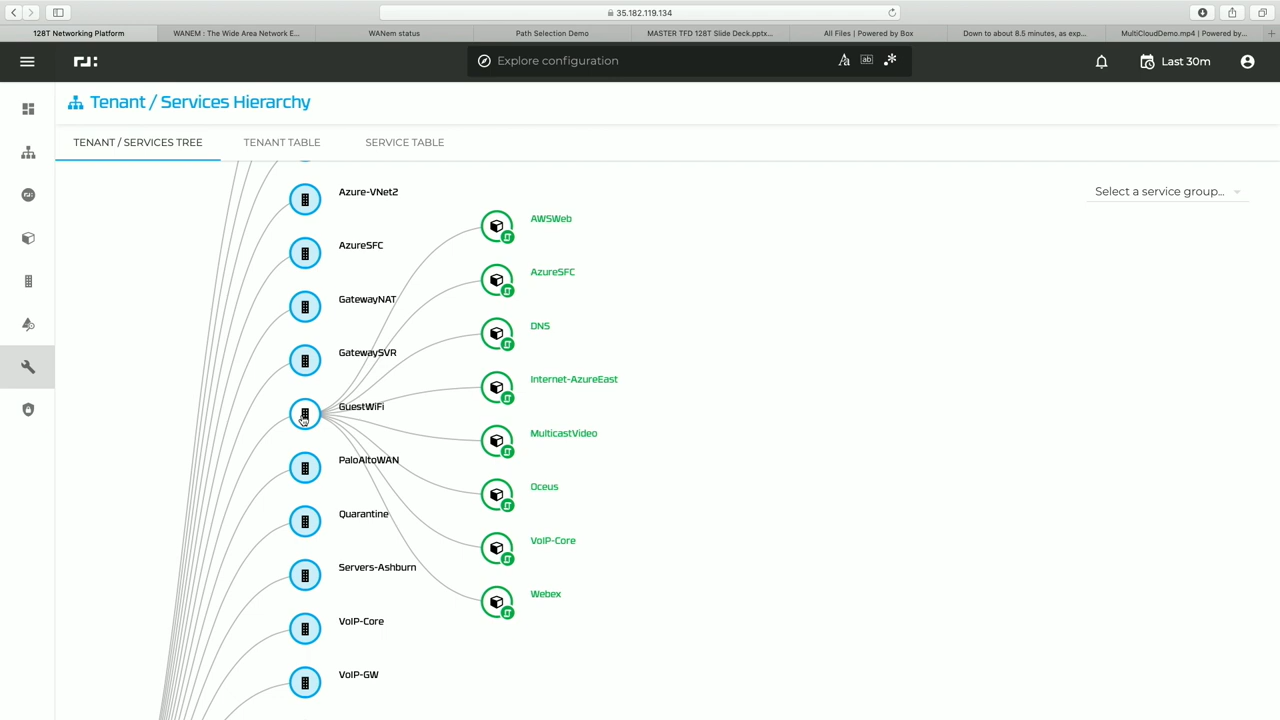 35.182.119.134
128T Networking Platform
WANEM : The Wide Area Network E...
WANem status
Path Selection Demo
MASTER TFD 128T Slide Deck.pptx...
All Files | Powered by Box
Down to about 8.5 minutes, as exp...
MultiCloudDemo.mp4 | Powered by...
Explore configuration
ab
Last 30m
Tenant / Services Hierarchy
TENANT / SERVICES TREE
TENANT TABLE
SERVICE TABLE
Select a service group...
Azure-VNet2
AzureSFC
GatewayNAT
GatewaySVR
GuestWiFi
PaloAltoWAN
Quarantine
Servers-Ashburn
VoIP-Core
VoIP-GW
AWSWeb
AzureSFC
DNS
Internet-AzureEast
MulticastVideo
Oceus
VoIP-Core
Webex